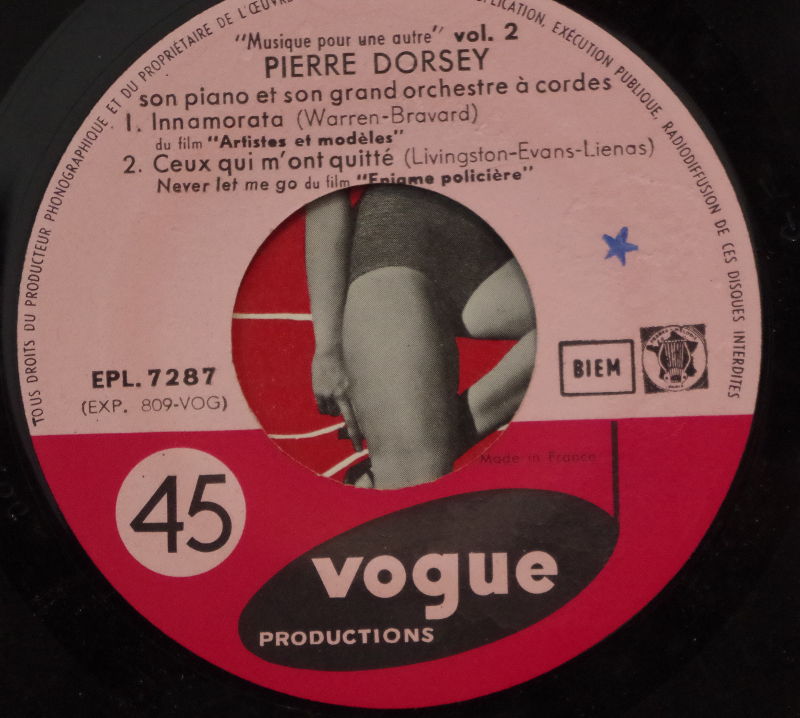 TOUS DROITS DU PRODUCTEUR PHONOGRAPHIQUE ET DU PROPRIÉTAIRE DE L'ŒUVRE
EXÉCUTION PUBLIQUE, RADIODIFFUSION DE CES DISQUES INTERDITES
"Musique pour une autre" vol. 2
PIERRE DORSEY
son piano et son grand orchestre à cordes
1. Innamorata (Warren-Bravard)
du film "Artistes et modèles"
2. Ceux qui m'ont quitté (Livingston-Evans-Lienas)
Never let me go du film "Enigme policière"
EPL. 7287
(EXP. 809-VOG)
BIEM
Made in France
45
vogue
PRODUCTIONS